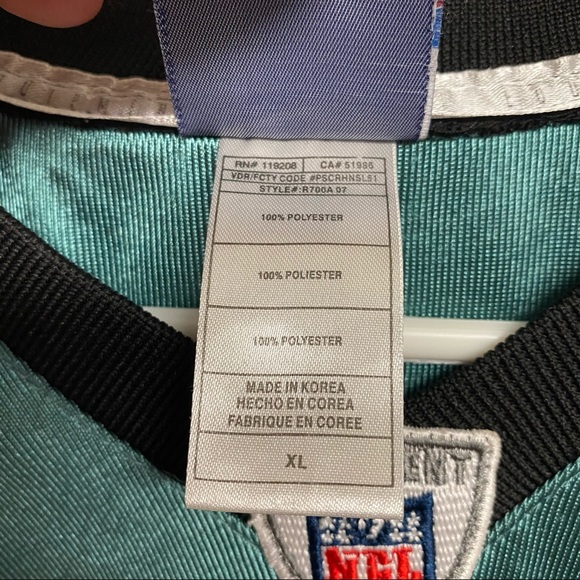 RN# 119208 CA# 51986
VDR/FCTY CODE #PSCRHNSL51
STYLE#:R700A 07
100% POLYESTER
100% POLIESTER
100% POLYESTER
MADE IN KOREA
HECHO EN COREA
FABRIQUE EN COREE
XL
NFL